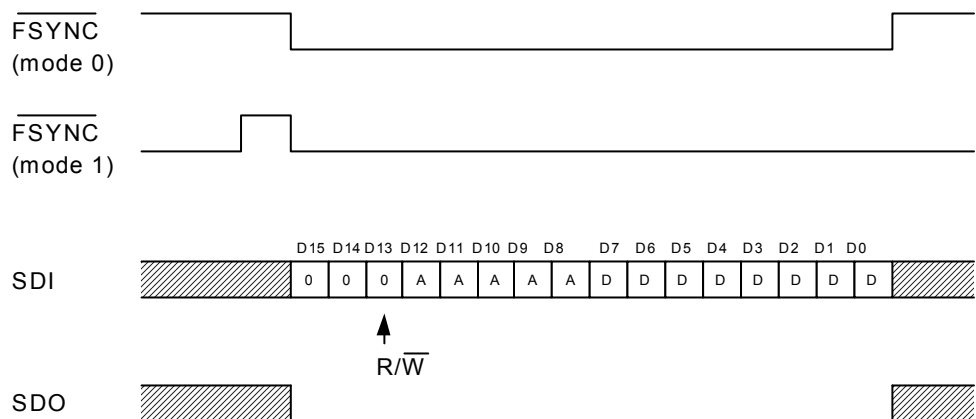 FSYNC
(mode 0)
FSYNC
(mode 1)
D15 D14 D13 D12 D11 D10 D9 D8 D7 D6 D5 D4 D3 D2 D1 D0
SDI 0 0 0 A A A A A D D D D D D D D
R/W
SDO